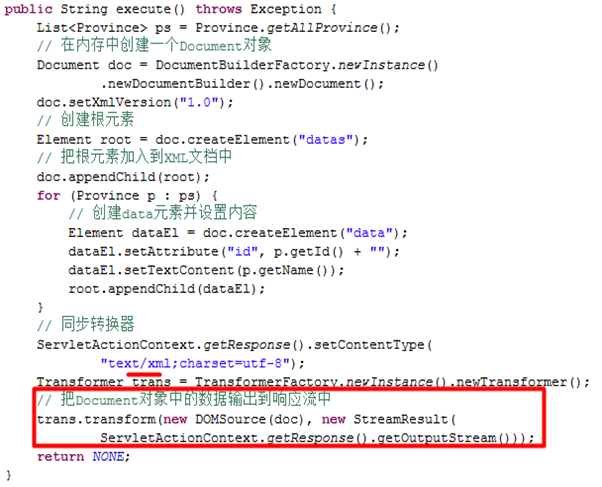 public String execute() throws Exception {
List<Province> ps = Province.getAllProvince();
// 在内存中创建一个Document对象
Document doc = DocumentBuilderFactory.newInstance()
.newDocumentBuilder().newDocument();
doc.setXmlVersion("1.0");
// 创建根元素
Element root = doc.createElement("datas");
// 把根元素加入到XML文档中
doc.appendChild(root);
for (Province p : ps) {
// 创建data元素并设置内容
Element dataEl = doc.createElement("data");
dataEl.setAttribute("id", p.getId() + "");
dataEl.setTextContent(p.getName());
root.appendChild(dataEl);
}
// 同步转换器
ServletActionContext.getResponse().setContentType(
"text/xml;charset=utf-8");
Transformer trans = TransformerFactory.newInstance().newTransformer();
// 把Document对象中的数据输出到响应流中
trans.transform(new DOMSource(doc), new StreamResult(
ServletActionContext.getResponse().getOutputStream()));
return NONE;
}